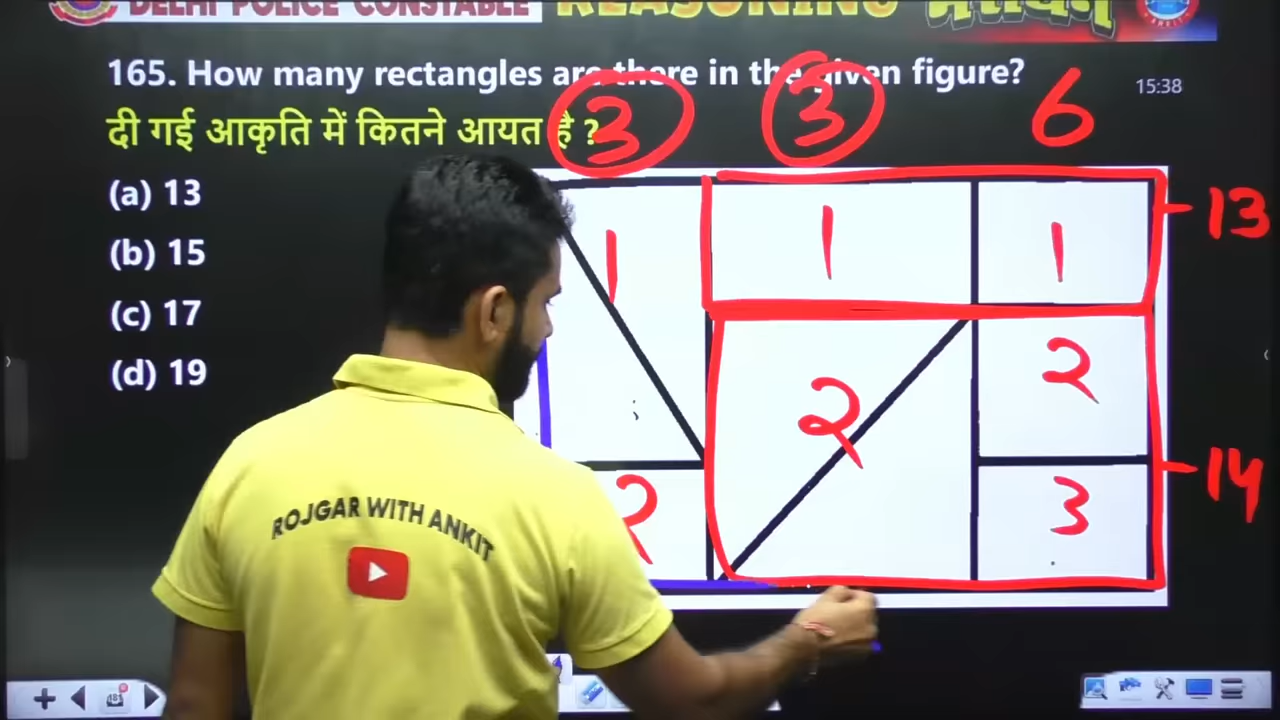 DELHI POLICE CONSTABLE REASONING
165. How many rectangles are there in the given figure?
15:38
दी गई आकृति में कितने आयत है ?
3 3 6
(a) 13
(b) 15
(c) 17
(d) 19
1 1 1
13
2 2
2 3
14
ROJGAR WITH ANKIT